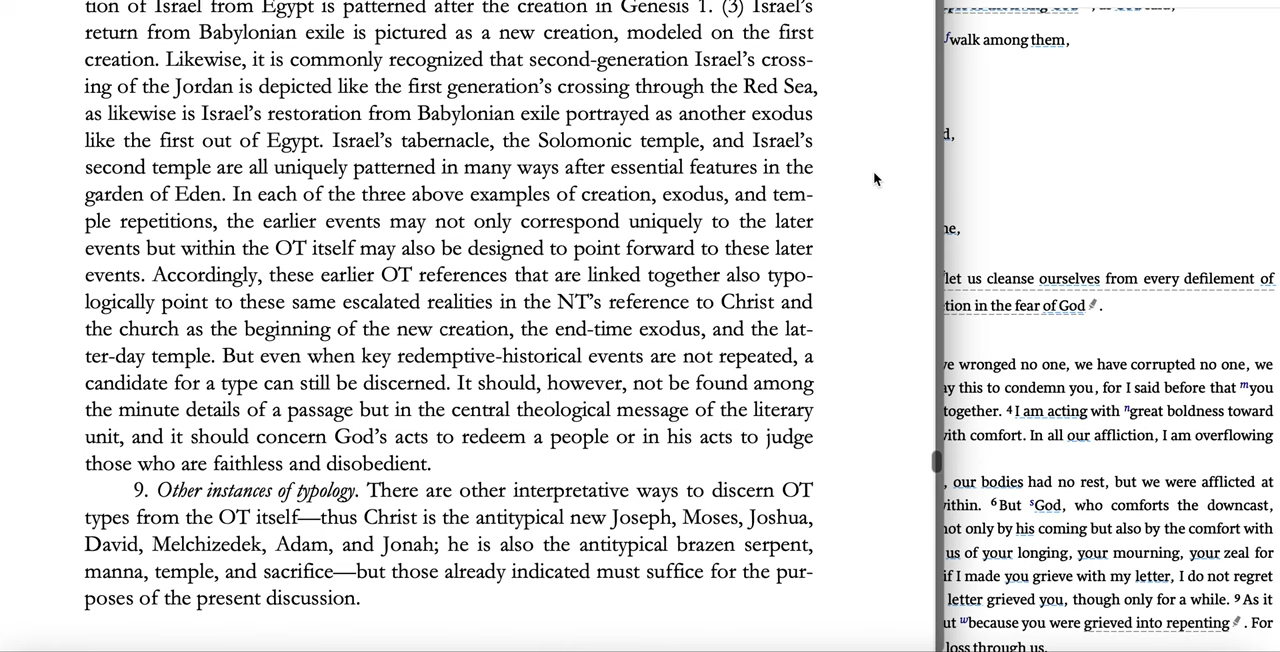 tion of Israel from Egypt is patterned after the creation in Genesis 1. (3) Israel's
return from Babylonian exile is pictured as a new creation, modeled on the first
creation. Likewise, it is commonly recognized that second-generation Israel's cross-
ing of the Jordan is depicted like the first generation's crossing through the Red Sea,
as likewise is Israel's restoration from Babylonian exile portrayed as another exodus
like the first out of Egypt. Israel's tabernacle, the Solomonic temple, and Israel's
second temple are all uniquely patterned in many ways after essential features in the
garden of Eden. In each of the three above examples of creation, exodus, and tem-
ple repetitions, the earlier events may not only correspond uniquely to the later
events but within the OT itself may also be designed to point forward to these later
events. Accordingly, these earlier OT references that are linked together also typo-
logically point to these same escalated realities in the NT's reference to Christ and
the church as the beginning of the new creation, the end-time exodus, and the lat-
ter-day temple. But even when key redemptive-historical events are not repeated, a
candidate for a type can still be discerned. It should, however, not be found among
the minute details of a passage but in the central theological message of the literary
unit, and it should concern God's acts to redeem a people or in his acts to judge
those who are faithless and disobedient.
9. Other instances of typology. There are other interpretative ways to discern OT
types from the OT itself—thus Christ is the antitypical new Joseph, Moses, Joshua,
David, Melchizedek, Adam, and Jonah; he is also the antitypical brazen serpent,
manna, temple, and sacrifice—but those already indicated must suffice for the pur-
poses of the present discussion.
f walk among them,
d,
ne,
let us cleanse ourselves from every defilement of
tion in the fear of God .
ve wronged no one, we have corrupted no one, we
ay this to condemn you, for I said before that m you
together. 4 I am acting with n great boldness toward
with comfort. In all our affliction, I am overflowing
, our bodies had no rest, but we were afflicted at
within. 6 But s God, who comforts the downcast,
not only by his coming but also by the comfort with
us of your longing, your mourning, your zeal for
if I made you grieve with my letter, I do not regret
letter grieved you, though only for a while. 9 As it
ut w because you were grieved into repenting . For
loss through us.